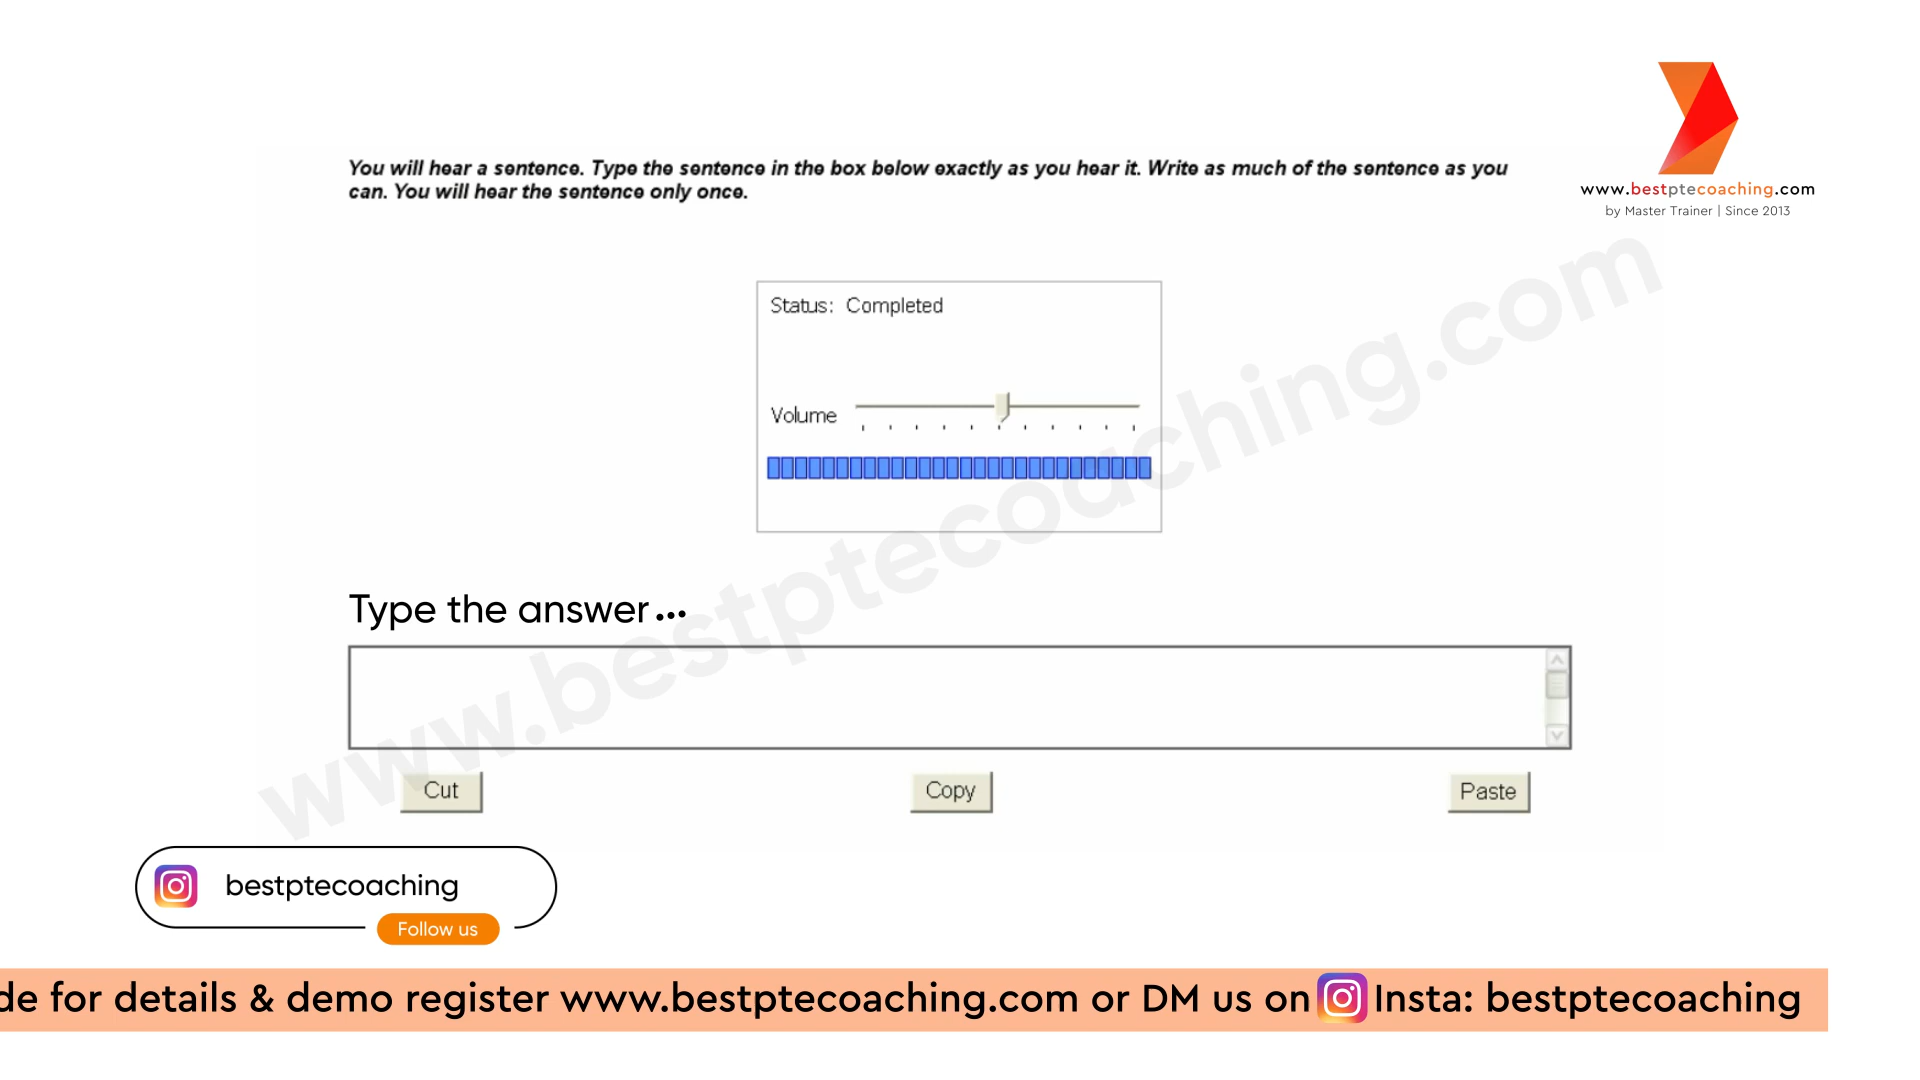 www.bestptecoaching.com
by Master Trainer | Since 2013
You will hear a sentence. Type the sentence in the box below exactly as you hear it. Write as much of the sentence as you
can. You will hear the sentence only once.
Status: Completed
Volume
www.bestptecoaching.com
Type the answer...
Cut
Copy
Paste
bestptecoaching
Follow us
for details & demo register www.bestptecoaching.com or DM us on Insta: bestptecoaching